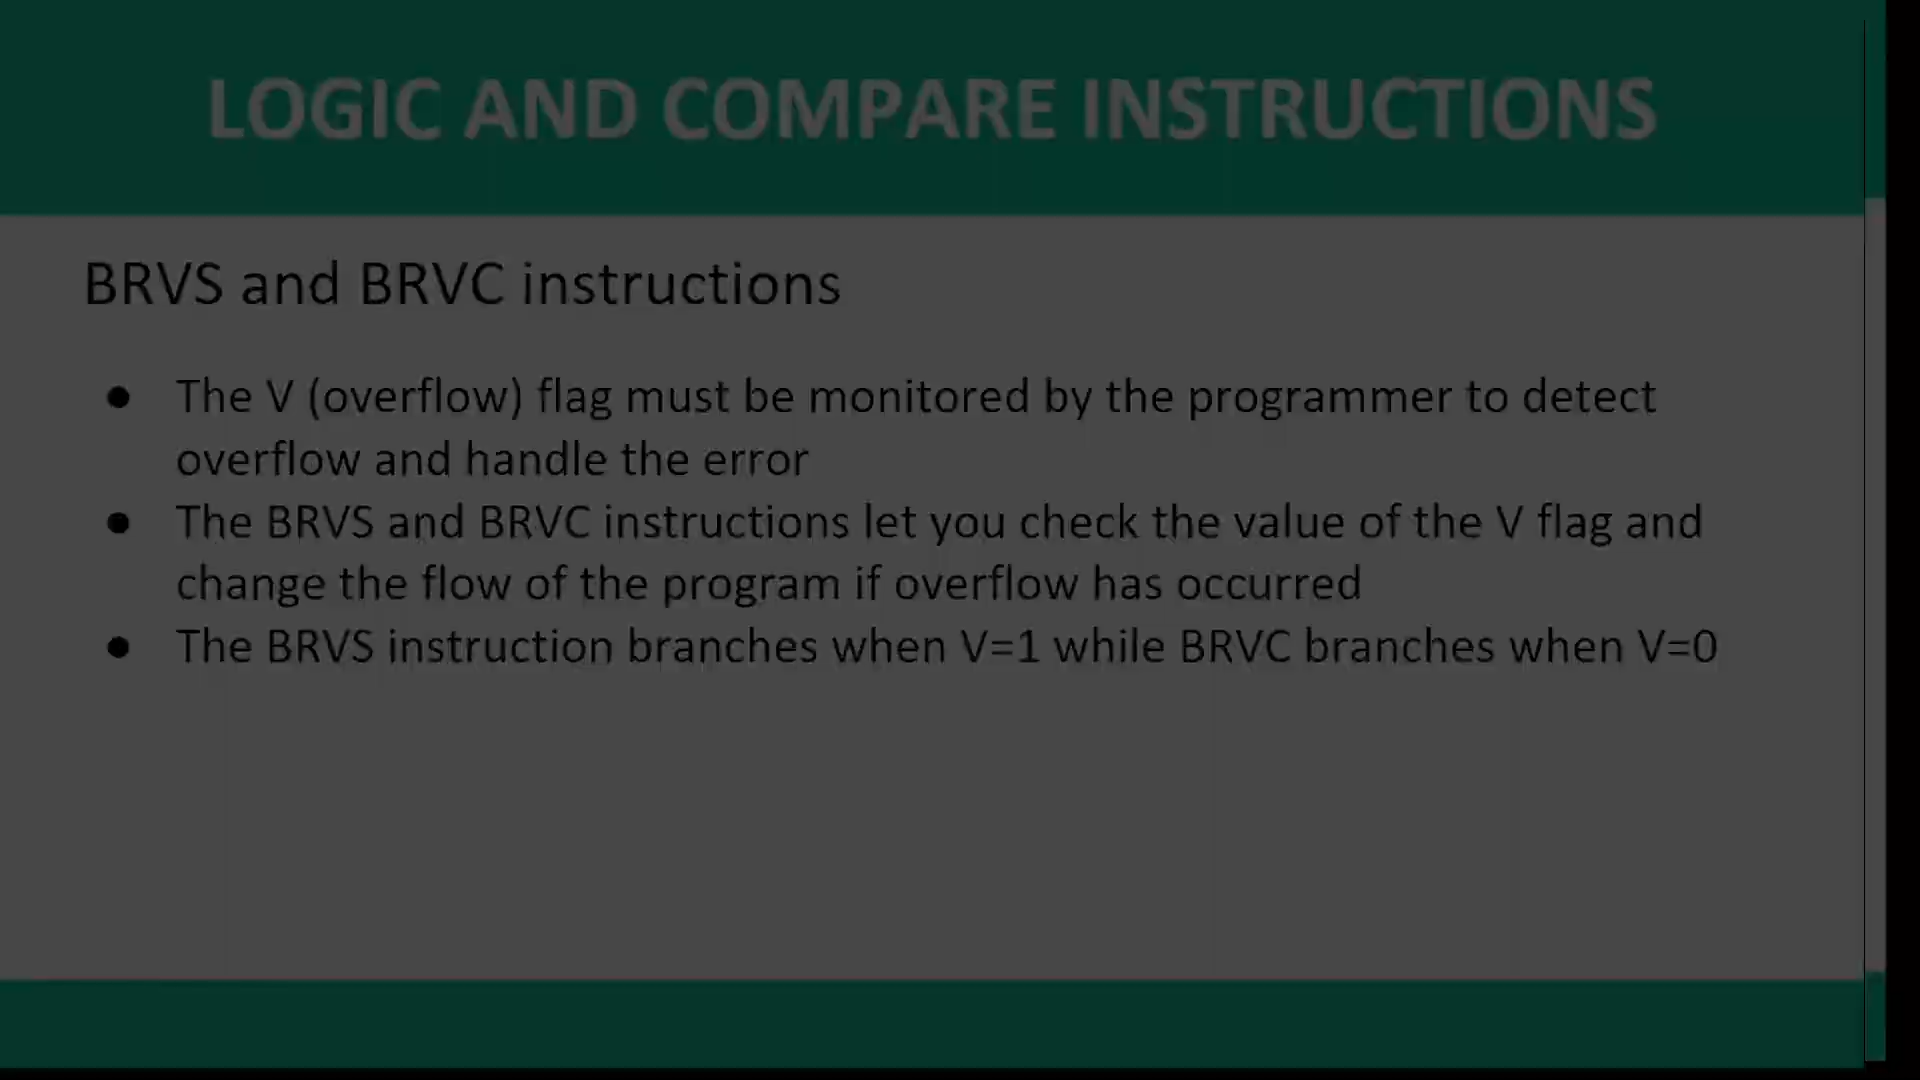 LOGIC AND COMPARE INSTRUCTIONS
BRVS and BRVC instructions
● The V (overflow) flag must be monitored by the programmer to detect
overflow and handle the error
● The BRVS and BRVC instructions let you check the value of the V flag and
change the flow of the program if overflow has occurred
● The BRVS instruction branches when V=1 while BRVC branches when V=0